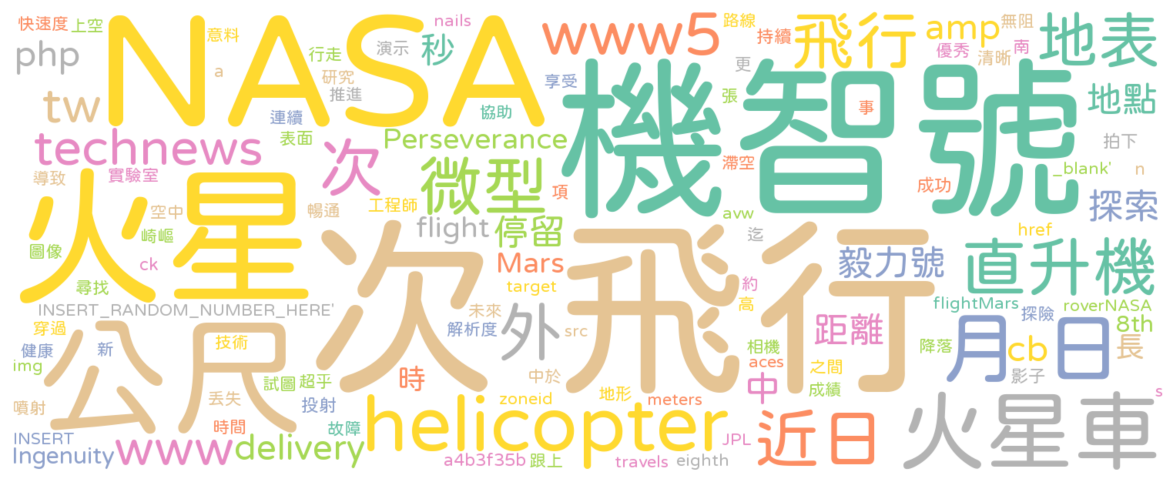 快速度 上空 NASA 意料 nails www5 路線 飛行 amp 無阻 地表
php 行走 演示 秒 持續 優秀 清晰 南
a 研究 享受 更
tw 推進 協助 張 機智號 事 地點
連續
technews 表面 次 Perseverance 拍下
導致 實驗室 微型 項 滯空 成功 _blank' n
火星 空中 暢通 工程師 flight 停留 avw 探索
崎嶇 次飛行 迄 href
圖像 ck Mars 毅力號 直升機
尋找 target 約
INSERT_RANDOM_NUMBER_HERE' 未來 外 高 flightMars roverNASA
穿過 公尺 解析度 src 距離 探險 8th
健康 新 技術 相機 降落 月日 cb 長
img 試圖 超乎 時 中於 地形 aces 中 之間 影子
噴射 丟失 投射 zoneid meters 成績 s
時間 故障 helicopter 近日 火星車
INSERT www delivery JPL
Ingenuity a4b3f35b 跟上 travels eighth